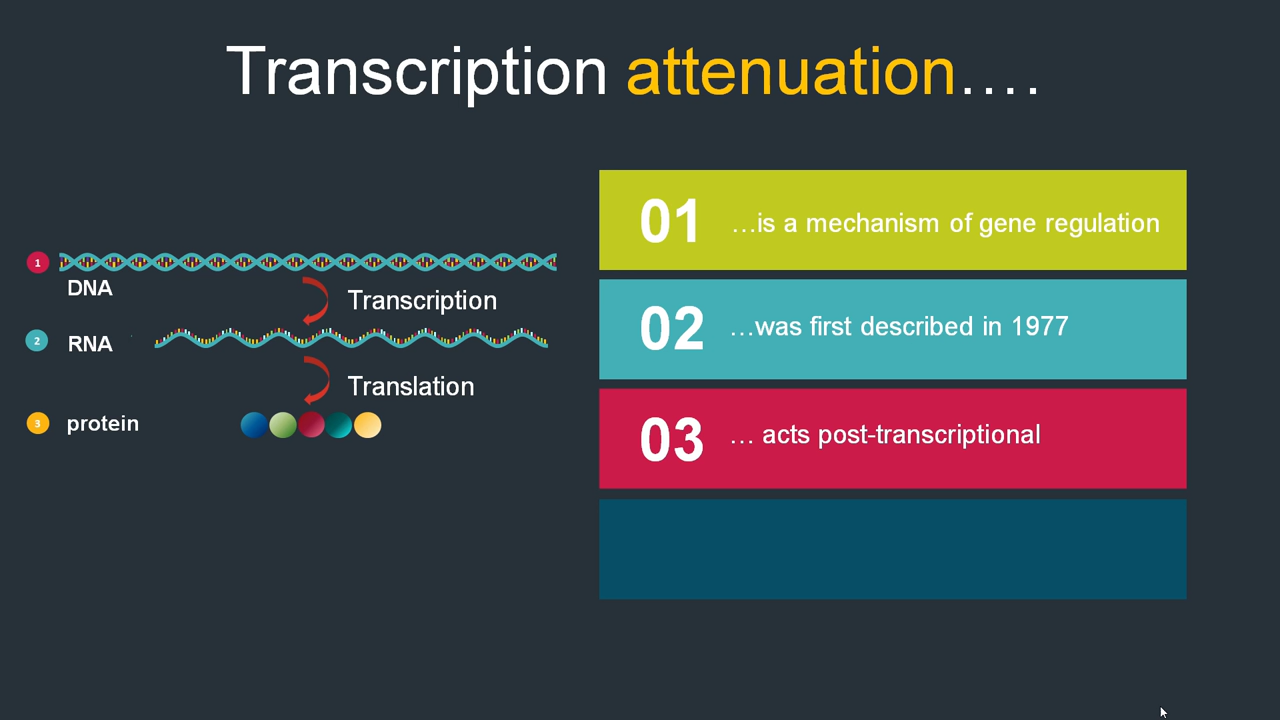 Transcription attenuation….
1
DNA
Transcription
2
RNA
Translation
3
protein
01 …is a mechanism of gene regulation
02 …was first described in 1977
03 … acts post-transcriptional